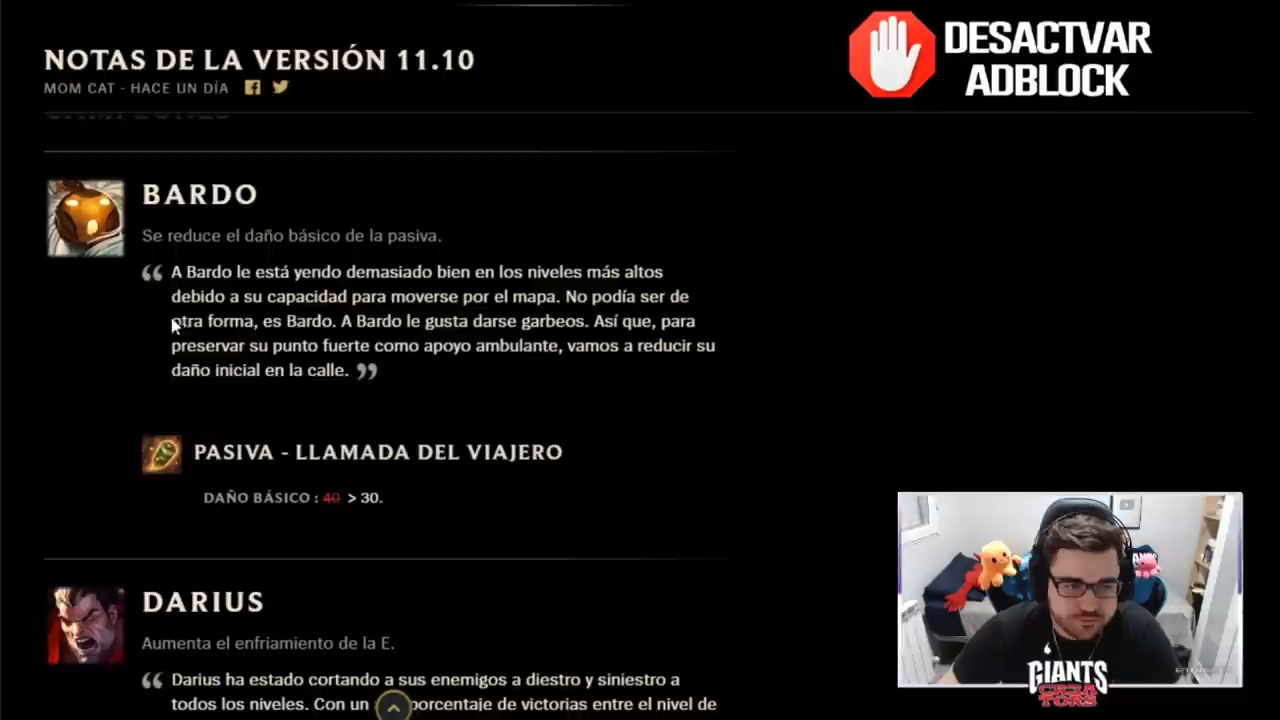 NOTAS DE LA VERSIÓN 11.10
MOM CAT - HACE UN DÍA
DESACTVAR
ADBLOCK
CAMPEONES
BARDO
Se reduce el daño básico de la pasiva.
“ A Bardo le está yendo demasiado bien en los niveles más altos
debido a su capacidad para moverse por el mapa. No podía ser de
otra forma, es Bardo. A Bardo le gusta darse garbeos. Así que, para
preservar su punto fuerte como apoyo ambulante, vamos a reducir su
daño inicial en la calle. ”
PASIVA - LLAMADA DEL VIAJERO
DAÑO BÁSICO : 40 > 30.
DARIUS
Aumenta el enfriamiento de la E.
“ Darius ha estado cortando a sus enemigos a diestro y siniestro a
todos los niveles. Con un porcentaje de victorias entre el nivel de
GIANTS
CREA
TORS